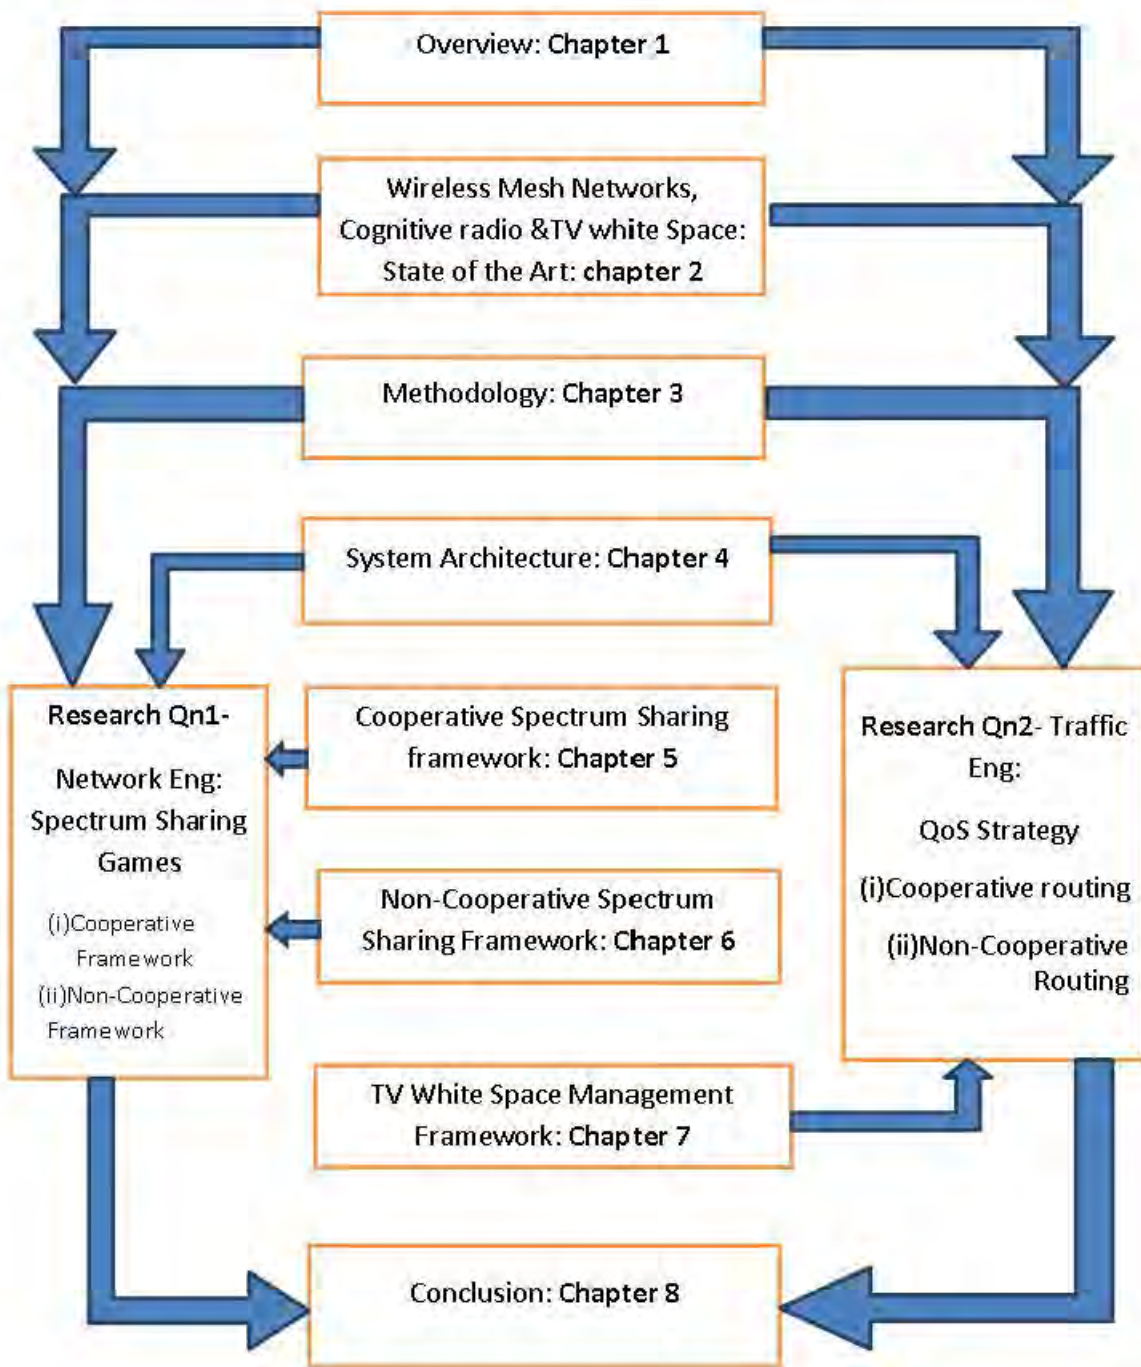 Overview: Chapter 1
Wireless Mesh Networks,
Cognitive radio &TV white Space:
State of the Art: chapter 2
Methodology: Chapter 3
System Architecture: Chapter 4
Research Qn1-
Network Eng:
Spectrum Sharing
Games
(i)Cooperative
Framework
(ii)Non-Cooperative
Framework
Cooperative Spectrum Sharing
framework: Chapter 5
Non-Cooperative Spectrum
Sharing Framework: Chapter 6
TV White Space Management
Framework: Chapter 7
Research Qn2- Traffic
Eng:
QoS Strategy
(i)Cooperative routing
(ii)Non-Cooperative
Routing
Conclusion: Chapter 8